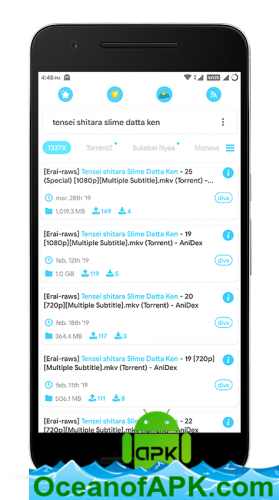 4:48 PM
tensei shitara slime datta ken
1337X TorrentZ Sukebei Nyaa Monova
[Erai-raws] Tensei shitara Slime Datta Ken - 25
(Special) [1080p][Multiple Subtitle].mkv (Torrent) -...
mar. 28th '19
divx
1,019.3 MB 149 4
[Erai-raws] Tensei shitara Slime Datta Ken - 19
[1080p][Multiple Subtitle].mkv (Torrent) - AniDex
feb. 12th '19
divx
1.0 GB 119 5
[Erai-raws] Tensei shitara Slime Datta Ken - 20
[720p][Multiple Subtitle].mkv (Torrent) - AniDex
feb. 18th '19
divx
364.4 MB 117 3
[Erai-raws] Tensei shitara Slime Datta Ken - 19 [720p]
[Multiple Subtitle].mkv (Torrent) - AniDex
feb. 11th '19
divx
506.1 MB 111 8
[Erai-raws] Tensei shitara Slime Datta Ken - 22
[720p][Multiple Subtitle].mkv (Torrent) - AniDex
apk
OceanofAPK.com